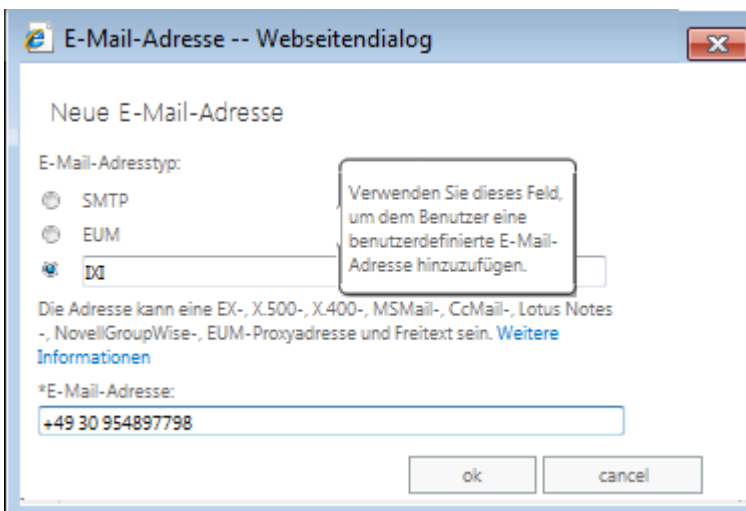 E-Mail-Adresse -- Webseitendialog
Neue E-Mail-Adresse
E-Mail-Adresstyp:
SMTP
EUM
IXI
Verwenden Sie dieses Feld,
um dem Benutzer eine
benutzerdefinierte E-Mail-
Adresse hinzuzufügen.
Die Adresse kann eine EX-, X.500-, X.400-, MSMail-, CcMail-, Lotus Notes
-, NovellGroupWise-, EUM-Proxyadresse und Freitext sein. Weitere
Informationen
*E-Mail-Adresse:
+49 30 954897798
ok cancel